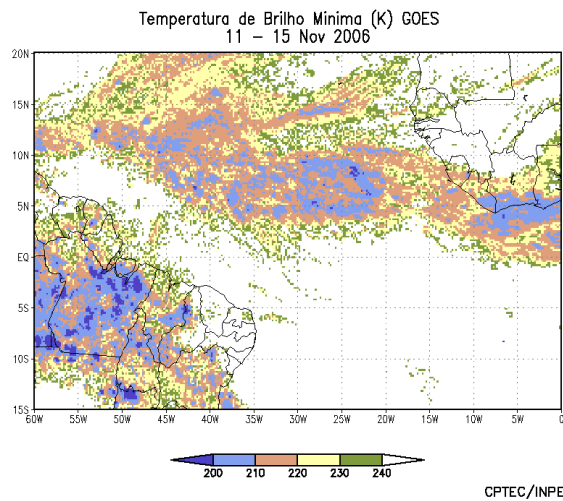 Temperatura de Brilho Minima (K) GOES
11 - 15 Nov 2006
20N
15N
10N
5N
EQ
5S
10S
15S
60W 55W 50W 45W 40W 35W 30W 25W 20W 15W 10W 5W 0
200 210 220 230 240
CPTEC/INPE